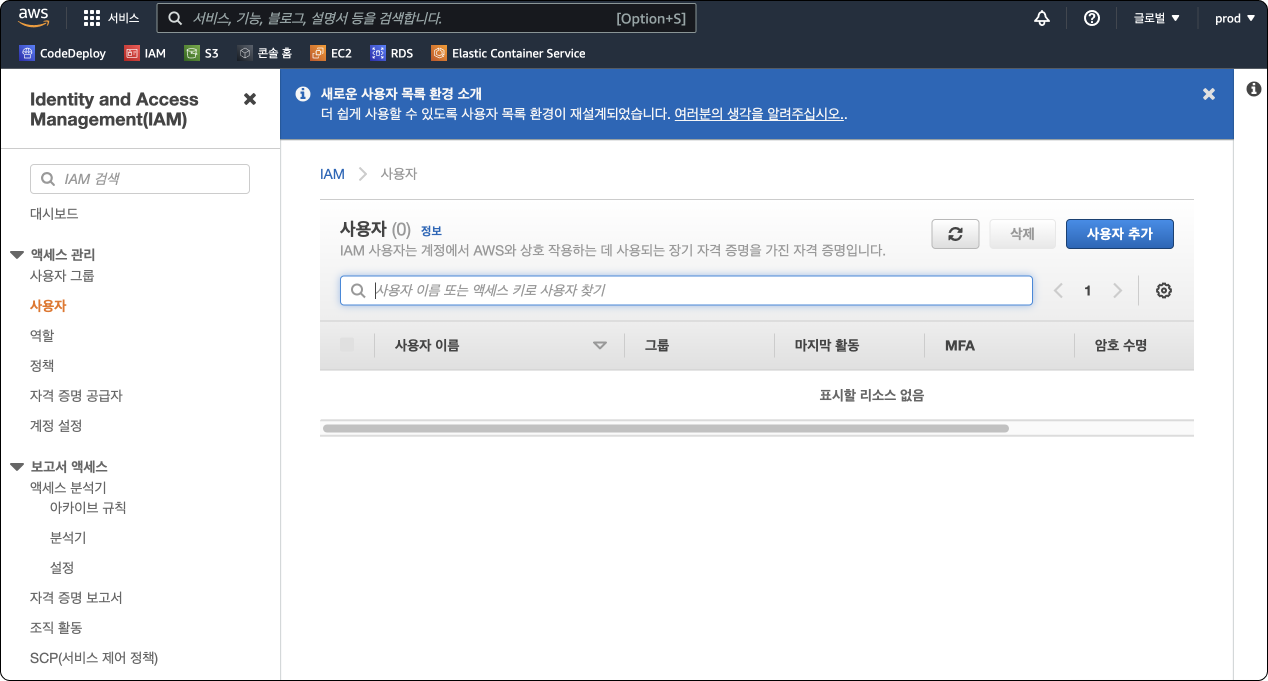 aws
서비스
서비스, 기능, 블로그, 설명서 등을 검색합니다. [Option+S]
글로벌 ▼
prod ▼
CodeDeploy IAM S3 콘솔 홈 EC2 RDS Elastic Container Service
Identity and Access
Management(IAM)
IAM 검색
대시보드
액세스 관리
사용자 그룹
사용자
역할
정책
자격 증명 공급자
계정 설정
보고서 액세스
액세스 분석기
아카이브 규칙
분석기
설정
자격 증명 보고서
조직 활동
SCP(서비스 제어 정책)
새로운 사용자 목록 환경 소개
더 쉽게 사용할 수 있도록 사용자 목록 환경이 재설계되었습니다. 여러분의 생각을 알려주십시오..
IAM > 사용자
사용자 (0) 정보
IAM 사용자는 계정에서 AWS와 상호 작용하는 데 사용되는 장기 자격 증명을 가진 자격 증명입니다.
삭제
사용자 추가
사용자 이름 또는 액세스 키로 사용자 찾기
1
사용자 이름 그룹 마지막 활동 MFA 암호 수명
표시할 리소스 없음